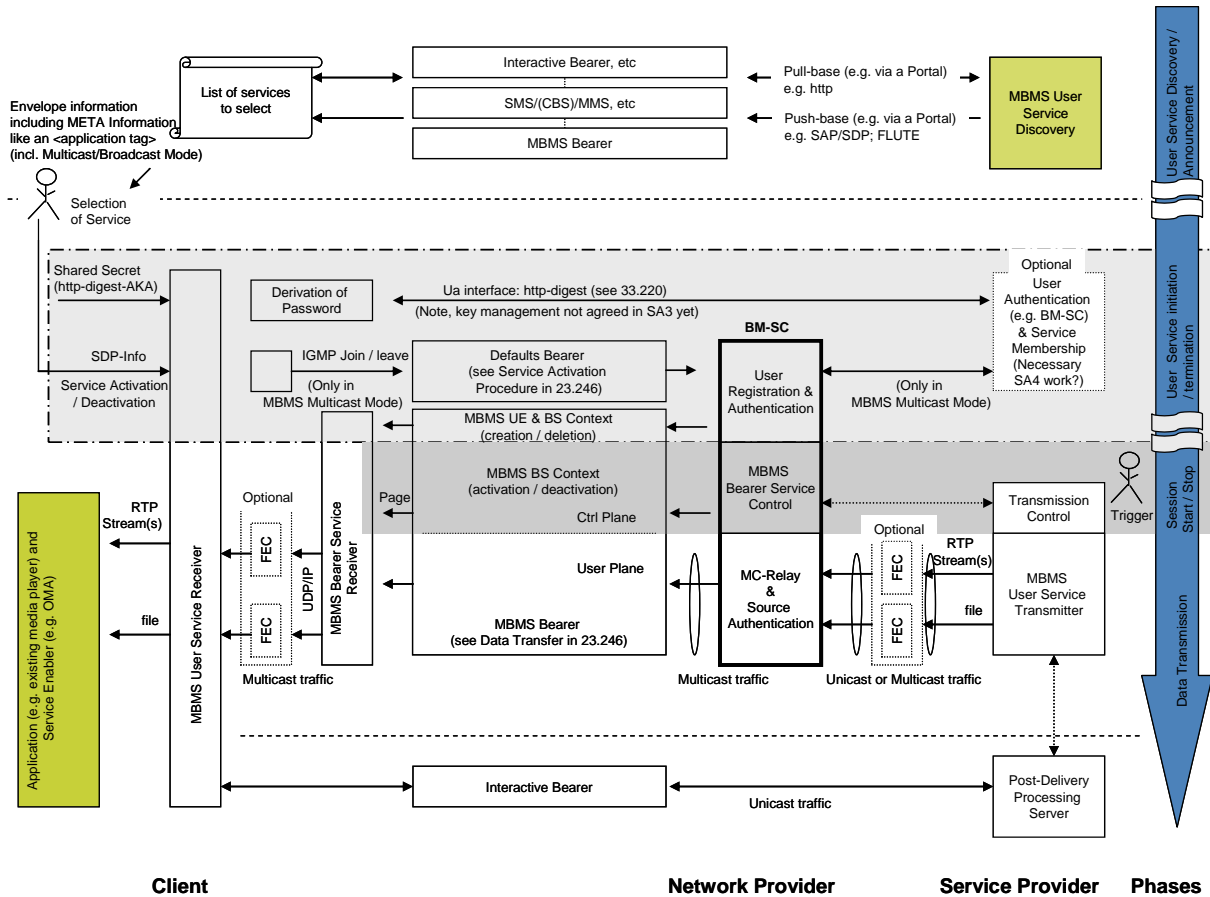 Interactive Bearer, etc
SMS/(CBS)/MMS, etc
MBMS Bearer
List of services
to select
Pull-base (e.g. via a Portal)
e.g. http
Push-base (e.g. via a Portal)
e.g. SAP/SDP; FLUTE
MBMS User
Service
Discovery
User Service Discovery /
Announcement
Envelope information
including META Information
like an <application tag>
(incl. Multicast/Broadcast Mode)
Selection
of Service
Shared Secret
(http-digest-AKA)
Derivation of
Password
Ua interface: http-digest (see 33.220)
(Note, key management not agreed in SA3 yet)
Optional
User
Authentication
(e.g. BM-SC)
& Service
Membership
(Necessary
SA4 work?)
User Service initiation
/ termination
SDP-Info
Service Activation
/ Deactivation
IGMP Join / leave
(Only in
MBMS Multicast Mode)
Defaults Bearer
(see Service Activation
Procedure in 23.246)
BM-SC
User
Registration &
Authentication
(Only in
MBMS Multicast Mode)
MBMS UE & BS Context
(creation / deletion)
MBMS BS Context
(activation / deactivation)
Page
Ctrl Plane
MBMS
Bearer Service
Control
Transmission
Control
Trigger
Session
Start / Stop
Application (e.g. existing media player) and
Service Enabler (e.g. OMA)
RTP
Stream(s)
file
MBMS User Service Receiver
Optional
FEC
FEC
UDP/IP
MBMS Bearer Service
Receiver
User Plane
MBMS Bearer
(see Data Transfer in 23.246)
MC-Relay
&
Source
Authentication
Optional
FEC
FEC
RTP
Stream(s)
file
MBMS
User Service
Transmitter
Data Transmission
Multicast traffic
Multicast traffic
Unicast or Multicast traffic
Interactive Bearer
Unicast traffic
Post-Delivery
Processing
Server
Client
Network Provider
Service Provider
Phases